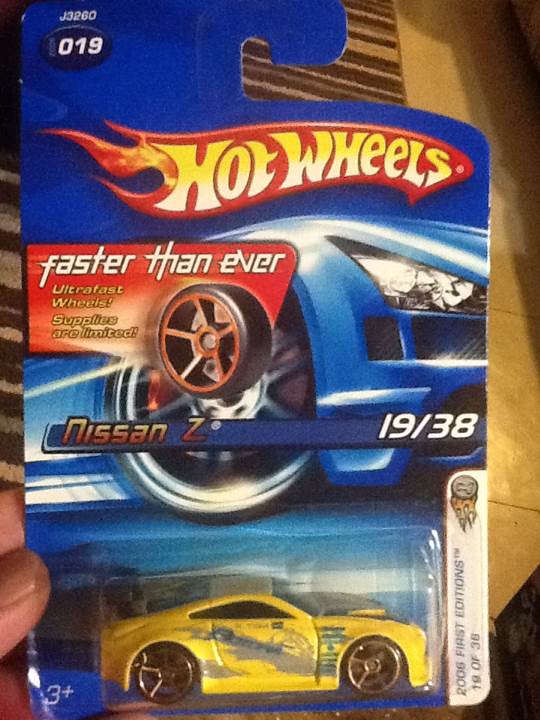 J3260
019
HOT WHEELS®
faster than ever
Ultrafast
Wheels!
Supplies
are limited!
Nissan Z®
19/38
2006 FIRST EDITIONS™
19 OF 38
3+